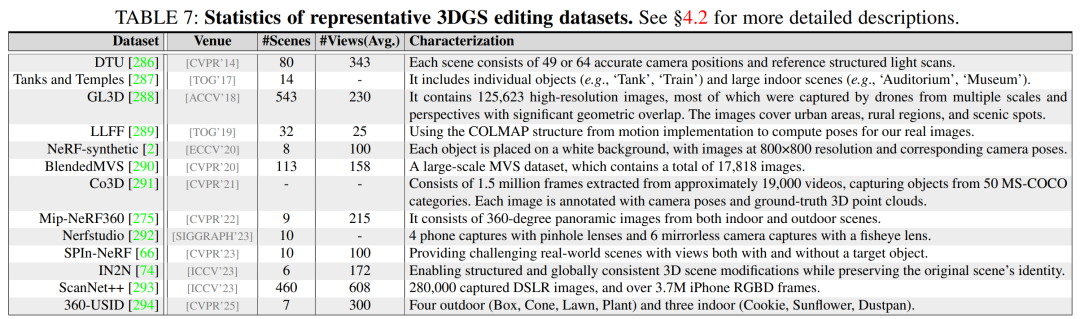 TABLE 7: Statistics of representative 3DGS editing datasets. See §4.2 for more detailed descriptions.
Dataset Venue #Scenes #Views(Avg.) Characterization
DTU [286] [CVPR'14] 80 343 Each scene consists of 49 or 64 accurate camera positions and reference structured light scans.
Tanks and Temples [287] [TOG'17] 14 - It includes individual objects (e.g., 'Tank', 'Train') and large indoor scenes (e.g., 'Auditorium', 'Museum').
GL3D [288] [ACCV'18] 543 230 It contains 125,623 high-resolution images, most of which were captured by drones from multiple scales and
perspectives with significant geometric overlap. The images cover urban areas, rural regions, and scenic spots.
LLFF [289] [TOG'19] 32 25 Using the COLMAP structure from motion implementation to compute poses for our real images.
NeRF-synthetic [2] [ECCV'20] 8 100 Each object is placed on a white background, with images at 800×800 resolution and corresponding camera poses.
BlendedMVS [290] [CVPR'20] 113 158 A large-scale MVS dataset, which contains a total of 17,818 images.
Co3D [291] [CVPR'21] - - Consists of 1.5 million frames extracted from approximately 19,000 videos, capturing objects from 50 MS-COCO
categories. Each image is annotated with camera poses and ground-truth 3D point clouds.
Mip-NeRF360 [275] [CVPR'22] 9 215 It consists of 360-degree panoramic images from both indoor and outdoor scenes.
Nerfstudio [292] [SIGGRAPH'23] 10 - 4 phone captures with pinhole lenses and 6 mirrorless camera captures with a fisheye lens.
SPIn-NeRF [66] [CVPR'23] 10 100 Providing challenging real-world scenes with views both with and without a target object.
IN2N [74] [ICCV'23] 6 172 Enabling structured and globally consistent 3D scene modifications while preserving the original scene's identity.
ScanNet++ [293] [ICCV'23] 460 608 280,000 captured DSLR images, and over 3.7M iPhone RGBD frames.
360-USID [294] [CVPR'25] 7 300 Four outdoor (Box, Cone, Lawn, Plant) and three indoor (Cookie, Sunflower, Dustpan).